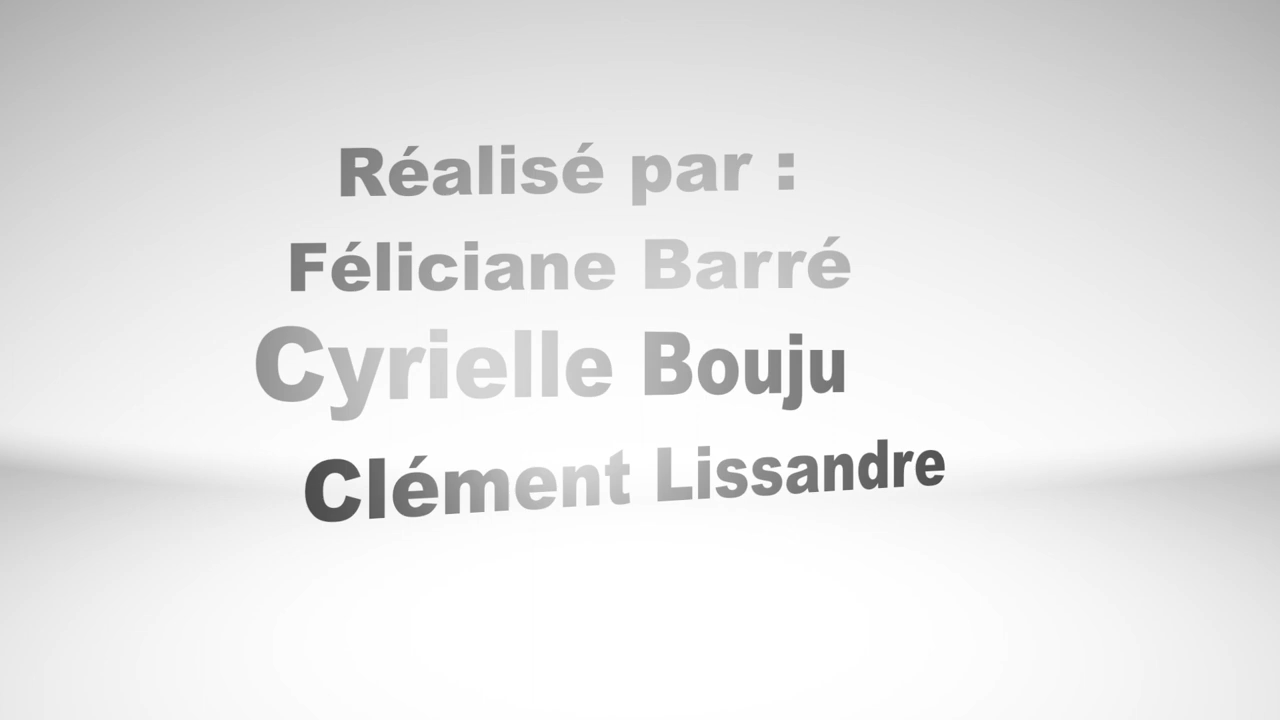 Réalisé par :
Féliciane Barré
Cyrielle Bouju
Clément Lissandre